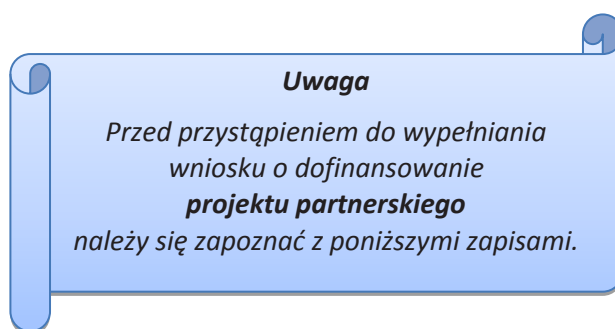 Uwaga
Przed przystąpieniem do wypełniania
wniosku o dofinansowanie
projektu partnerskiego
należy się zapoznać z poniższymi zapisami.